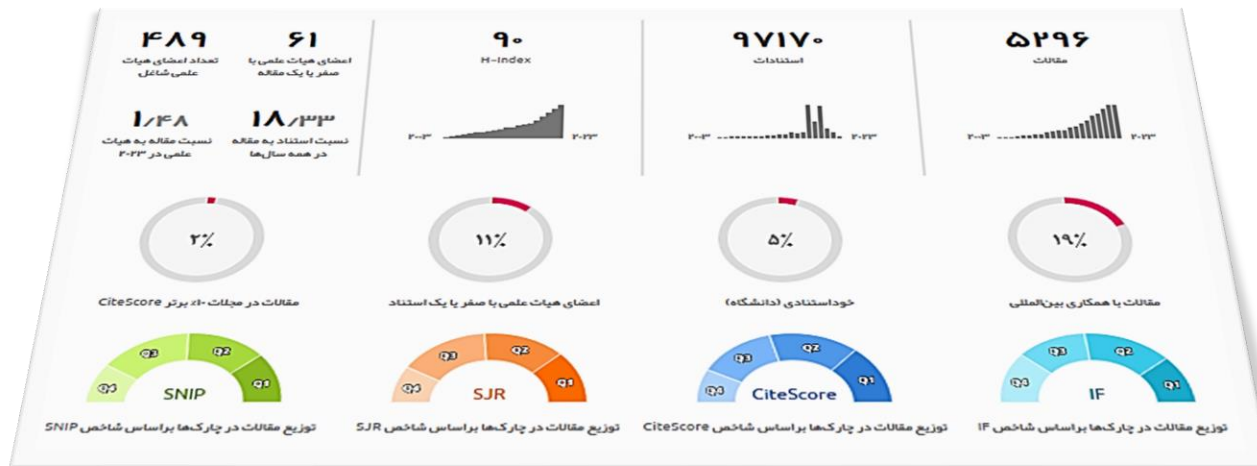 ۵۲۹۶
مقالات
۲۰۰۳
۲۰۲۳
۹۷۱۷۰
استنادات
۲۰۰۳
۲۰۲۳
۹۰
H-Index
۲۰۰۳
۲۰۲۳
۶۱
اعضای هیات علمی با
صفر یا یک مقاله
۴۸۹
تعداد اعضای هیات
علمی شاغل
۱۸٫۳۳
نسبت استناد به مقاله
در همه سال‌ها
۱٫۴۸
نسبت مقاله به هیات
علمی در ۲۰۲۳
۱۹%
مقالات با همکاری بین‌المللی
۵%
خوداستنادی (دانشگاه)
۱۱%
اعضای هیات علمی با صفر یا یک استناد
۲%
مقالات در مجلات ۱۰٪ برتر CiteScore
Q4
Q3
Q2
Q1
IF
توزیع مقالات در چارک‌ها براساس شاخص IF
Q4
Q3
Q2
Q1
CiteScore
توزیع مقالات در چارک‌ها براساس شاخص CiteScore
Q4
Q3
Q2
Q1
SJR
توزیع مقالات در چارک‌ها براساس شاخص SJR
Q4
Q3
Q2
Q1
SNIP
توزیع مقالات در چارک‌ها براساس شاخص SNIP